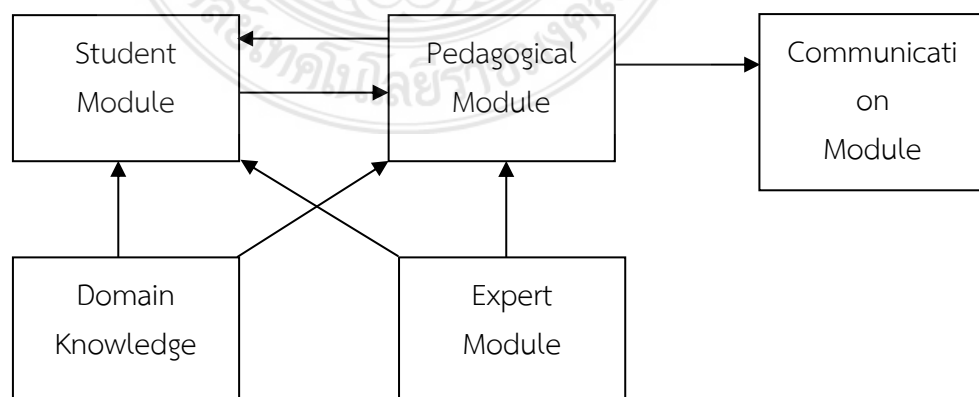 Student
Module
Pedagogical
Module
Communicati
on
Module
Domain
Knowledge
Expert
Module